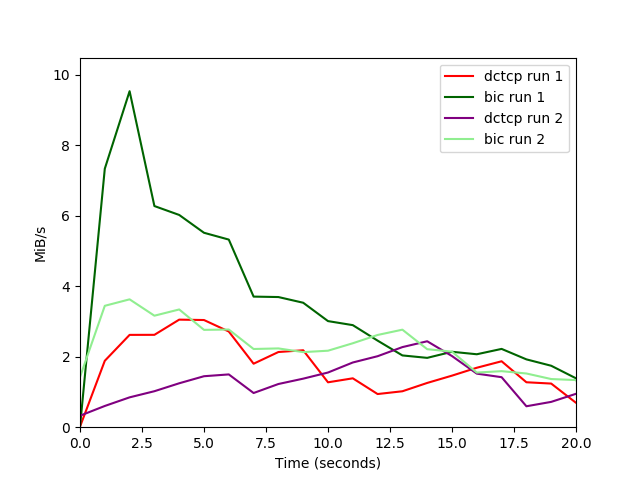 10
8
6
4
2
0
MiB/s
dctcp run 1
bic run 1
dctcp run 2
bic run 2
0.0 2.5 5.0 7.5 10.0 12.5 15.0 17.5 20.0
Time (seconds)